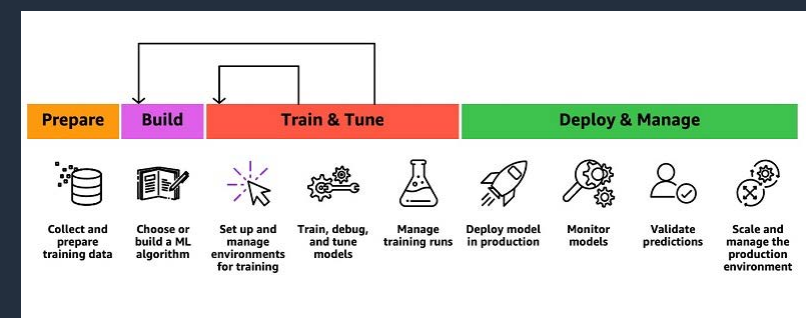 Prepare
Build
Train & Tune
Deploy & Manage
Collect and
prepare
training data
Choose or
build a ML
algorithm
Set up and
manage
environments
for training
Train, debug,
and tune
models
Manage
training runs
Deploy model
in production
Monitor
models
Validate
predictions
Scale and
manage the
production
environment